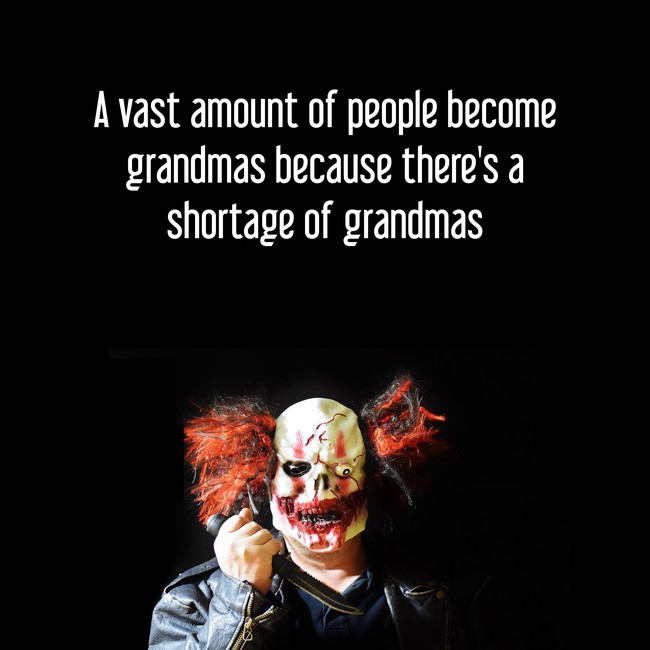 A vast amount of people become
grandmas because there's a
shortage of grandmas